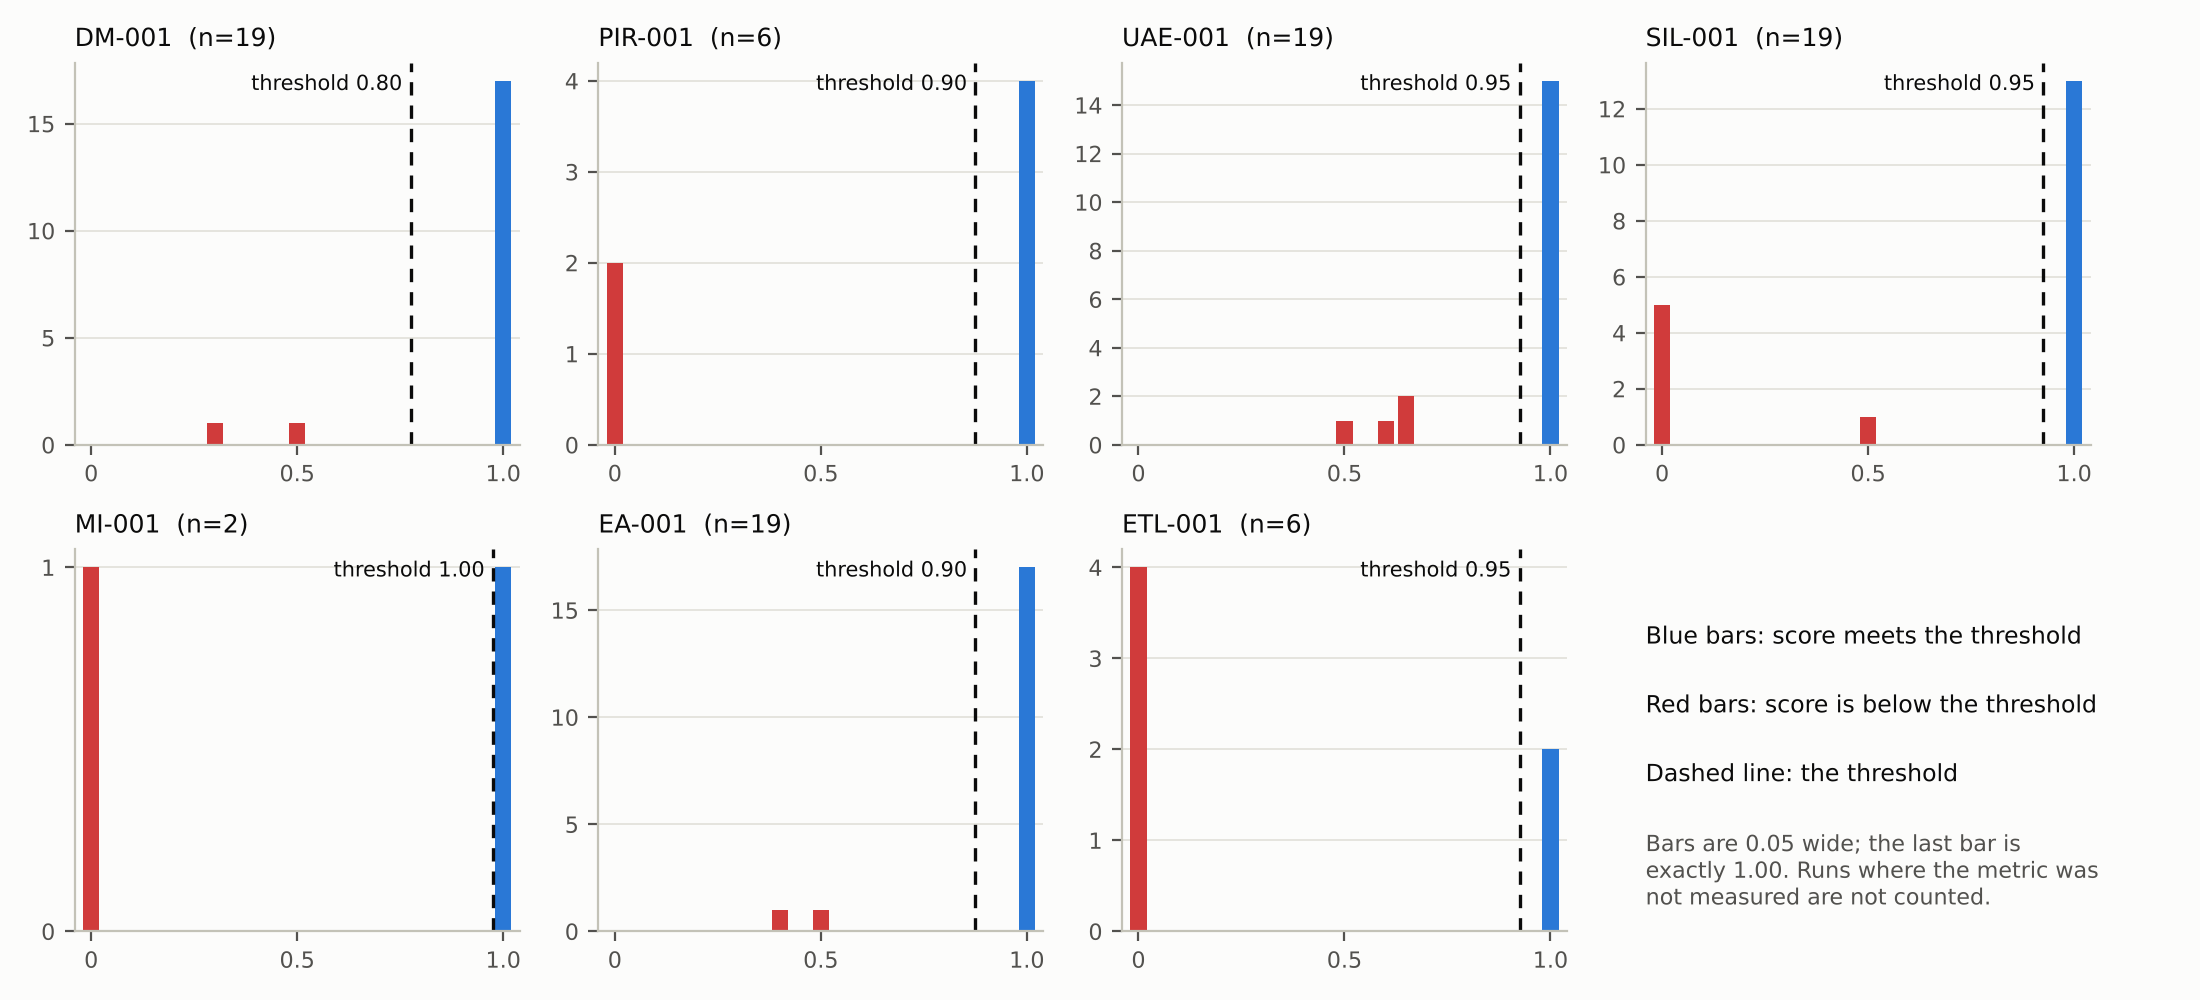 DM-001 (n=19)
threshold 0.80
15
10
5
0
0 0.5 1.0
PIR-001 (n=6)
threshold 0.90
4
3
2
1
0
0 0.5 1.0
UAE-001 (n=19)
threshold 0.95
14
12
10
8
6
4
2
0
0 0.5 1.0
SIL-001 (n=19)
threshold 0.95
12
10
8
6
4
2
0
0 0.5 1.0
MI-001 (n=2)
threshold 1.00
1
0
0 0.5 1.0
EA-001 (n=19)
threshold 0.90
15
10
5
0
0 0.5 1.0
ETL-001 (n=6)
threshold 0.95
4
3
2
1
0
0 0.5 1.0
Blue bars: score meets the threshold
Red bars: score is below the threshold
Dashed line: the threshold
Bars are 0.05 wide; the last bar is
exactly 1.00. Runs where the metric was
not measured are not counted.